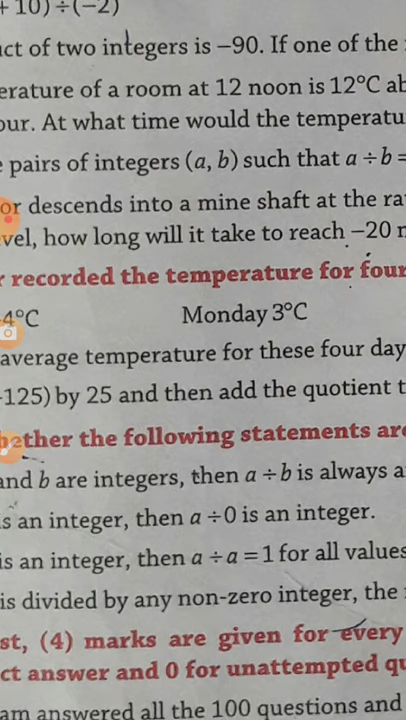 + 10) ÷ (−2)
uct of two integers is −90. If one of the
erature of a room at 12 noon is 12°C ab
our. At what time would the temperatu
e pairs of integers (a, b) such that a ÷ b =
or descends into a mine shaft at the ra
vel, how long will it take to reach −20 m
r recorded the temperature for four
4°C Monday 3°C
average temperature for these four day
-125) by 25 and then add the quotient t
hether the following statements are
and b are integers, then a ÷ b is always a
s an integer, then a ÷ 0 is an integer.
is an integer, then a ÷ a = 1 for all values
is divided by any non-zero integer, the
st, (4) marks are given for every
ct answer and 0 for unattempted qu
am answered all the 100 questions and